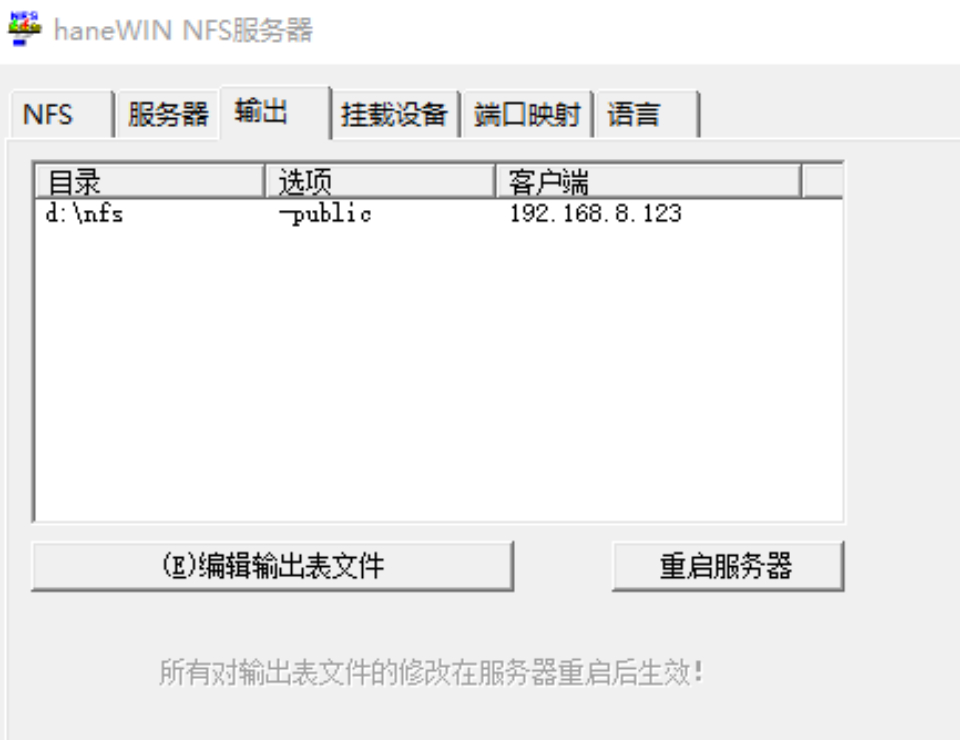 haneWIN NFS服务器
NFS 服务器 输出 挂载设备 端口映射 语言
目录 选项 客户端
d:\nfs -public 192.168.8.123
(E)编辑输出表文件 重启服务器
所有对输出表文件的修改在服务器重启后生效!